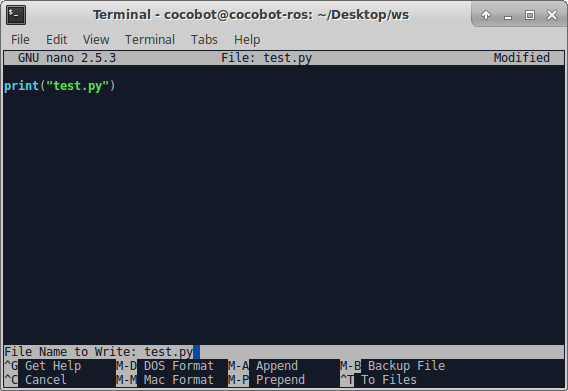 Terminal - cocobot@cocobot-ros: ~/Desktop/ws
File Edit View Terminal Tabs Help
GNU nano 2.5.3 File: test.py Modified
print("test.py")
File Name to Write: test.py
^G Get Help M-D DOS Format M-A Append M-B Backup File
^C Cancel M-M Mac Format M-P Prepend ^T To Files